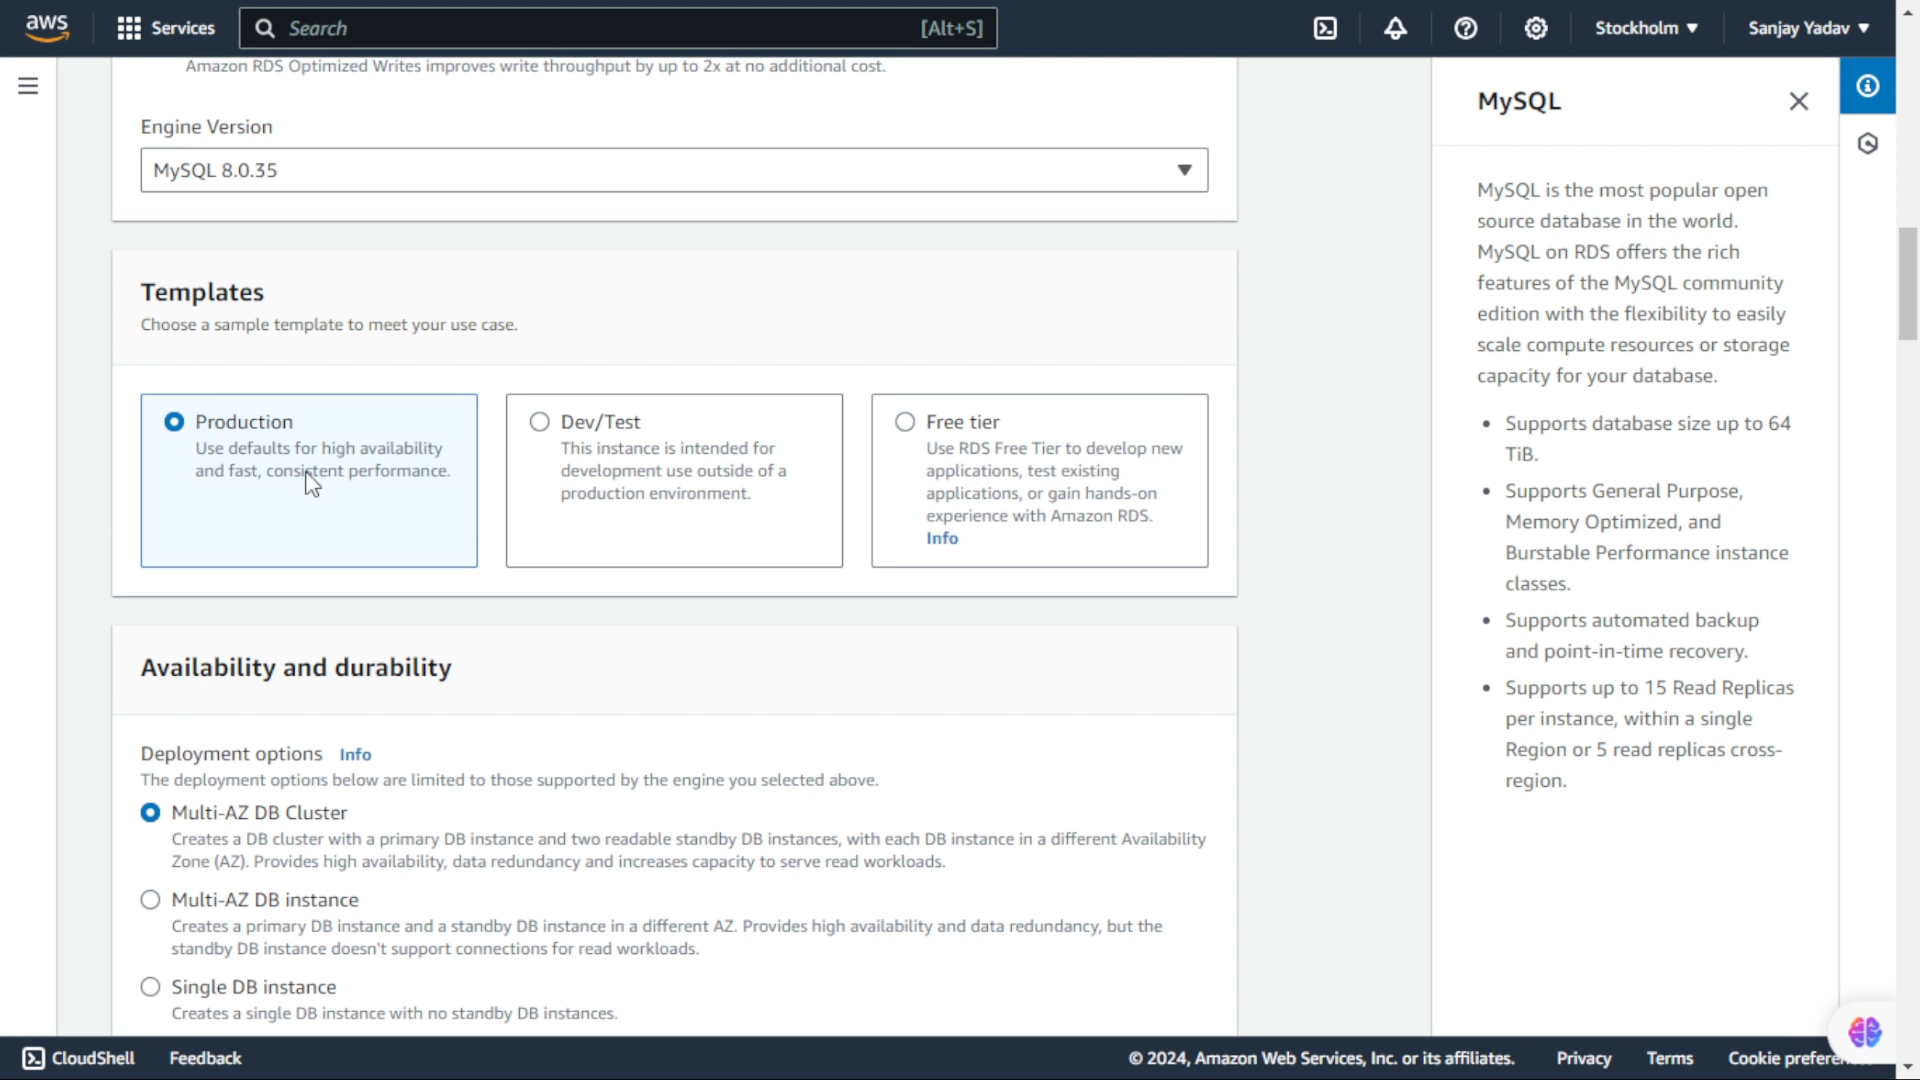 aws
Services
Search
[Alt+S]
Stockholm
Sanjay Yadav
Amazon RDS Optimized Writes improves write throughput by up to 2x at no additional cost.
Engine Version
MySQL 8.0.35
Templates
Choose a sample template to meet your use case.
Production
Use defaults for high availability
and fast, consistent performance.
Dev/Test
This instance is intended for
development use outside of a
production environment.
Free tier
Use RDS Free Tier to develop new
applications, test existing
applications, or gain hands-on
experience with Amazon RDS.
Info
Availability and durability
Deployment options Info
The deployment options below are limited to those supported by the engine you selected above.
Multi-AZ DB Cluster
Creates a DB cluster with a primary DB instance and two readable standby DB instances, with each DB instance in a different Availability
Zone (AZ). Provides high availability, data redundancy and increases capacity to serve read workloads.
Multi-AZ DB instance
Creates a primary DB instance and a standby DB instance in a different AZ. Provides high availability and data redundancy, but the
standby DB instance doesn't support connections for read workloads.
Single DB instance
Creates a single DB instance with no standby DB instances.
MySQL
MySQL is the most popular open
source database in the world.
MySQL on RDS offers the rich
features of the MySQL community
edition with the flexibility to easily
scale compute resources or storage
capacity for your database.
• Supports database size up to 64
TiB.
• Supports General Purpose,
Memory Optimized, and
Burstable Performance instance
classes.
• Supports automated backup
and point-in-time recovery.
• Supports up to 15 Read Replicas
per instance, within a single
Region or 5 read replicas cross-
region.
CloudShell
Feedback
© 2024, Amazon Web Services, Inc. or its affiliates.
Privacy
Terms
Cookie